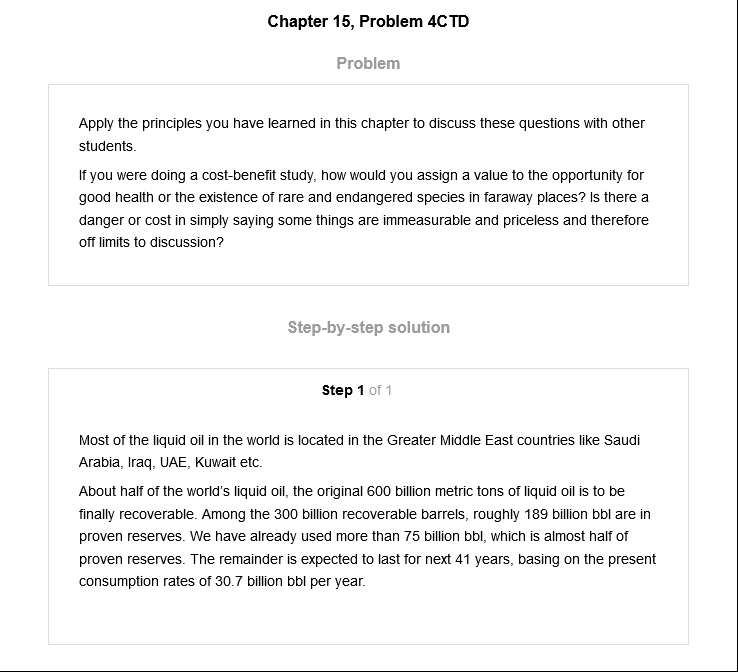 Chapter 15, Problem 4CTD
Problem
Apply the principles you have learned in this chapter to discuss these questions with other
students.
If you were doing a cost-benefit study, how would you assign a value to the opportunity for
good health or the existence of rare and endangered species in faraway places? Is there a
danger or cost in simply saying some things are immeasurable and priceless and therefore
off limits to discussion?
Step-by-step solution
Step 1 of 1
Most of the liquid oil in the world is located in the Greater Middle East countries like Saudi
Arabia, Iraq, UAE, Kuwait etc.
About half of the world's liquid oil, the original 600 billion metric tons of liquid oil is to be
finally recoverable. Among the 300 billion recoverable barrels, roughly 189 billion bbl are in
proven reserves. We have already used more than 75 billion bbl, which is almost half of
proven reserves. The remainder is expected to last for next 41 years, basing on the present
consumption rates of 30.7 billion bbl per year.